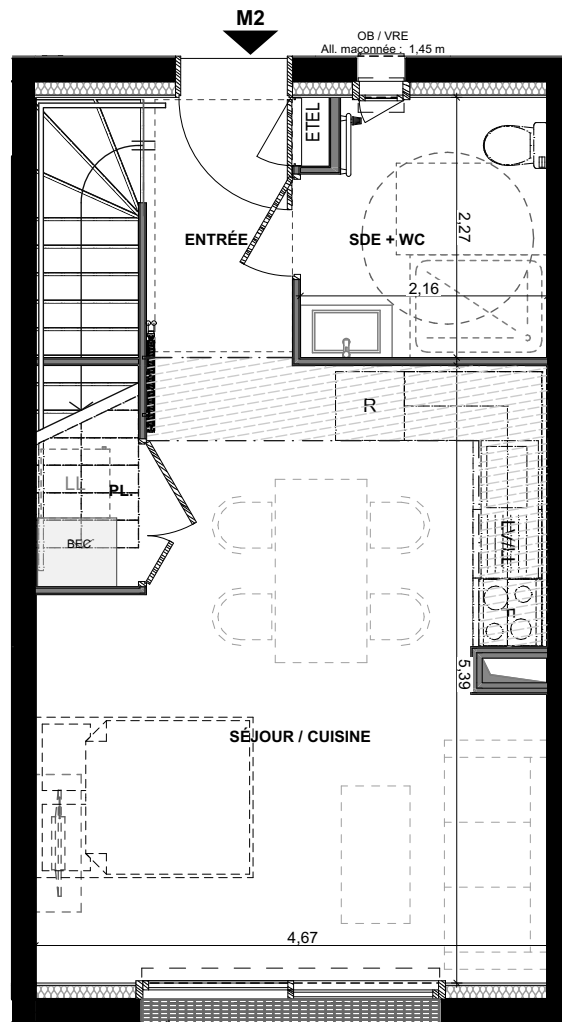 M2
OB / VRE
All. maçonnée : 1,45 m
ETEL
ENTRÉE
SDE + WC
2,27
2,16
R
LL
PL.
BEC
LV/LL
5,39
SÉJOUR / CUISINE
4,67